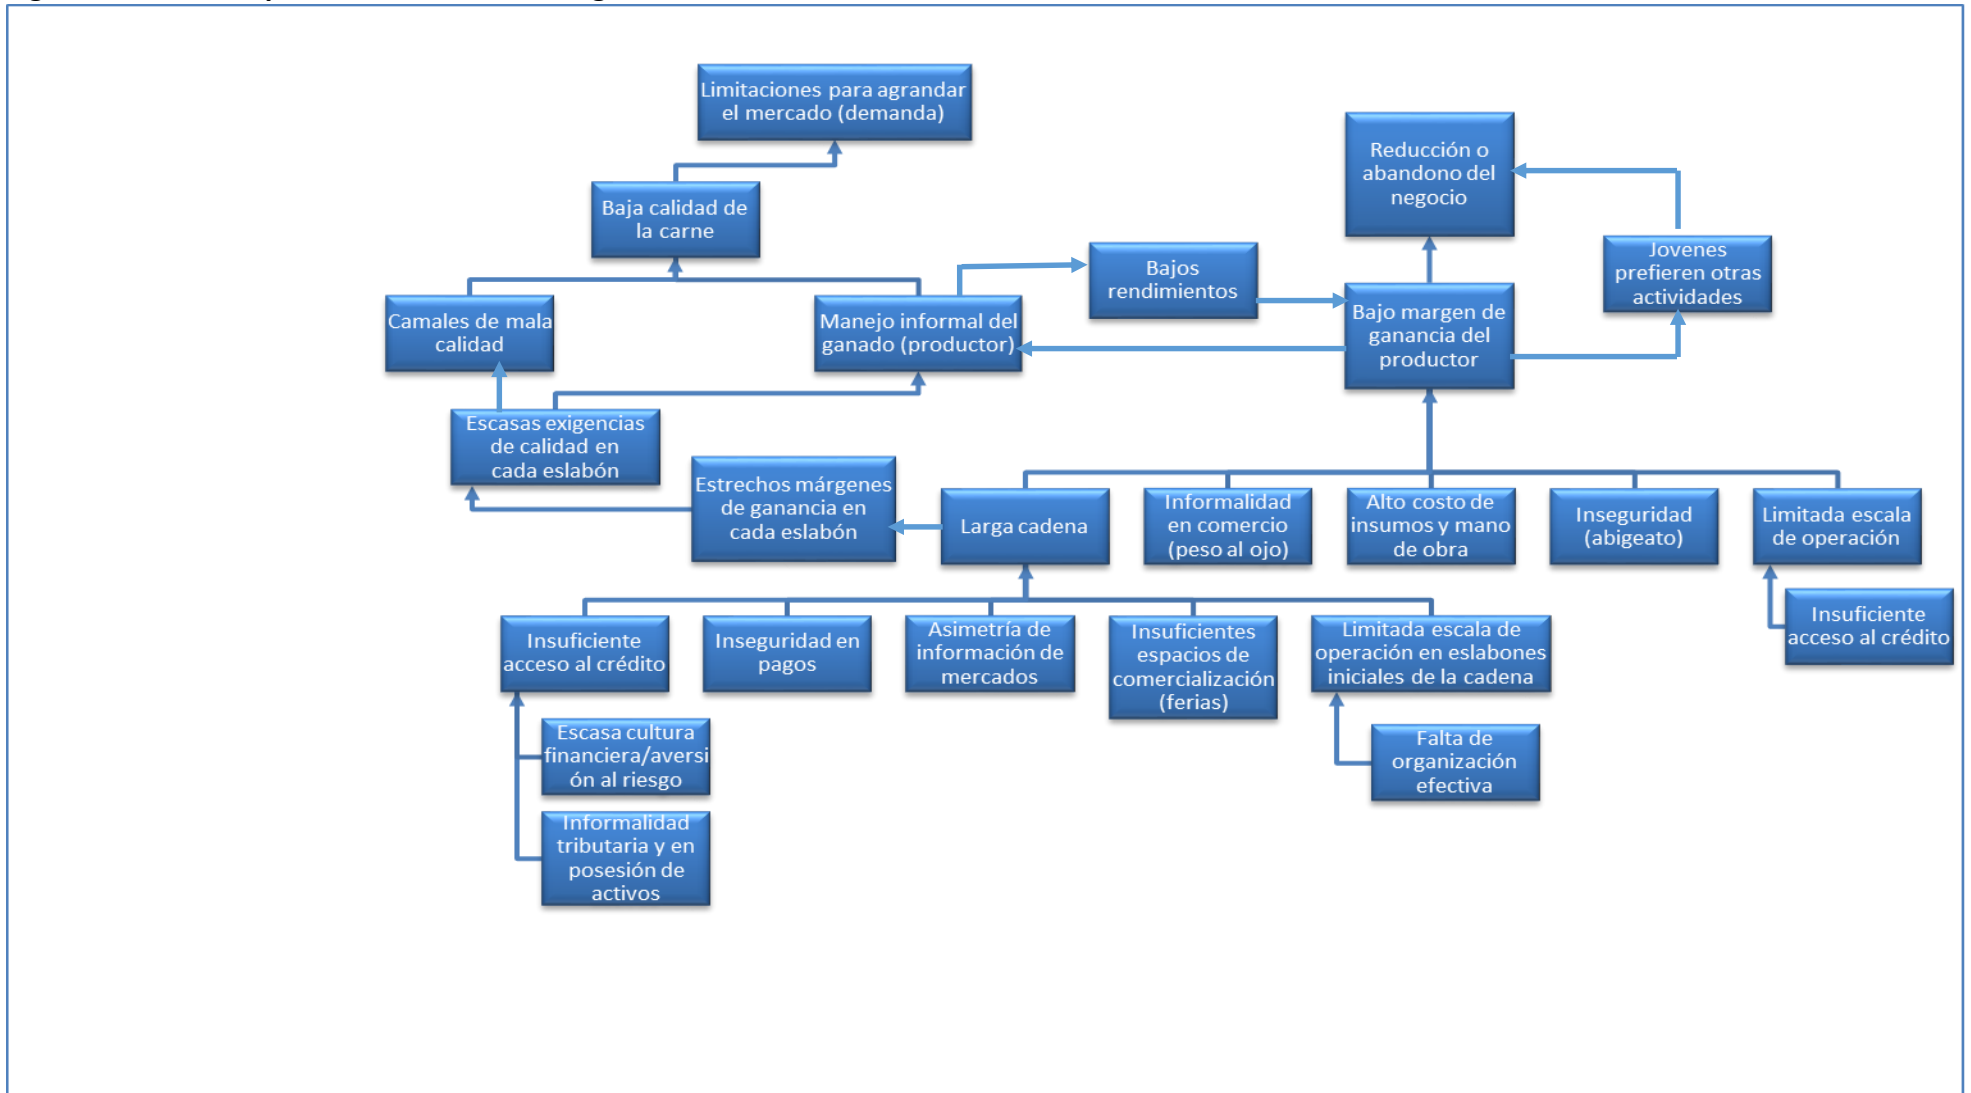 Limitaciones para agrandar
el mercado (demanda)
Reducción o
abandono del
negocio
Baja calidad de
la carne
Bajos
rendimientos
Jovenes
prefieren otras
actividades
Camales de mala
calidad
Manejo informal del
ganado (productor)
Bajo margen de
ganancia del
productor
Escasas exigencias
de calidad en
cada eslabón
Estrechos márgenes
de ganancia en
cada eslabón
Larga cadena
Informalidad
en comercio
(peso al ojo)
Alto costo de
insumos y mano
de obra
Inseguridad
(abigeato)
Limitada escala
de operación
Insuficiente
acceso al crédito
Inseguridad en
pagos
Asimetría de
información de
mercados
Insuficientes
espacios de
comercialización
(ferias)
Limitada escala de
operación en eslabones
iniciales de la cadena
Insuficiente
acceso al crédito
Escasa cultura
financiera/aversi
ón al riesgo
Falta de
organización
efectiva
Informalidad
tributaria y en
posesión de
activos